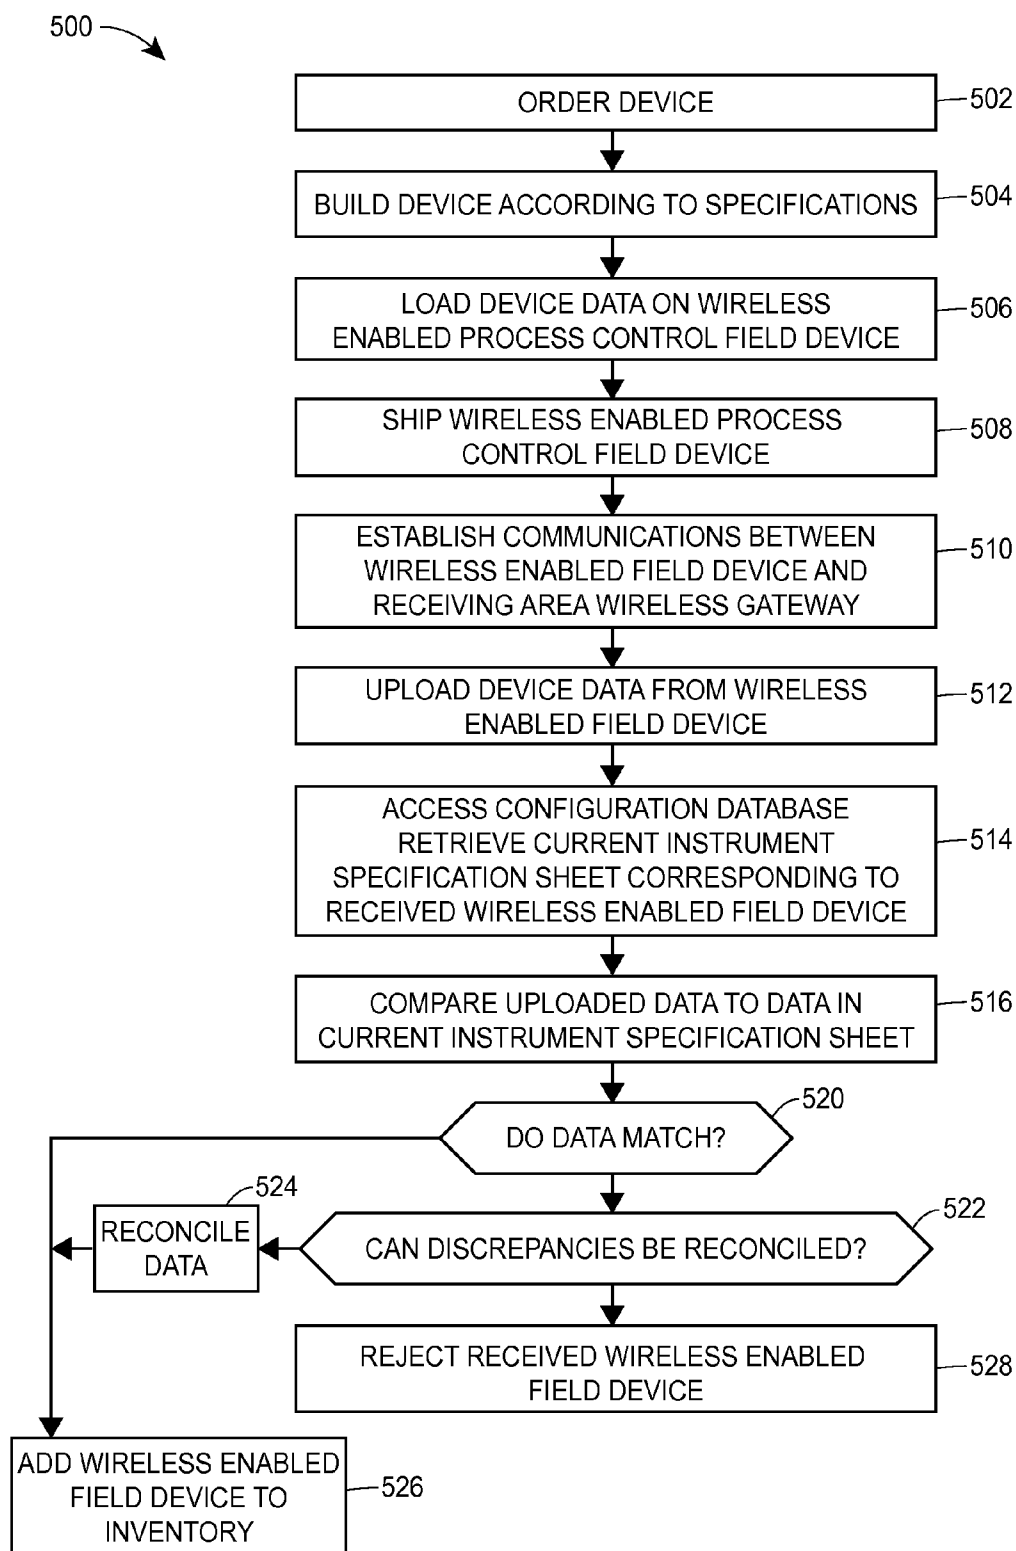 500
ORDER DEVICE
502
BUILD DEVICE ACCORDING TO SPECIFICATIONS
504
LOAD DEVICE DATA ON WIRELESS
ENABLED PROCESS CONTROL FIELD DEVICE
506
SHIP WIRELESS ENABLED PROCESS
CONTROL FIELD DEVICE
508
ESTABLISH COMMUNICATIONS BETWEEN
WIRELESS ENABLED FIELD DEVICE AND
RECEIVING AREA WIRELESS GATEWAY
510
UPLOAD DEVICE DATA FROM WIRELESS
ENABLED FIELD DEVICE
512
ACCESS CONFIGURATION DATABASE
RETRIEVE CURRENT INSTRUMENT
SPECIFICATION SHEET CORRESPONDING TO
RECEIVED WIRELESS ENABLED FIELD DEVICE
514
COMPARE UPLOADED DATA TO DATA IN
CURRENT INSTRUMENT SPECIFICATION SHEET
516
DO DATA MATCH?
520
CAN DISCREPANCIES BE RECONCILED?
522
RECONCILE
DATA
524
REJECT RECEIVED WIRELESS ENABLED
FIELD DEVICE
528
ADD WIRELESS ENABLED
FIELD DEVICE TO
INVENTORY
526